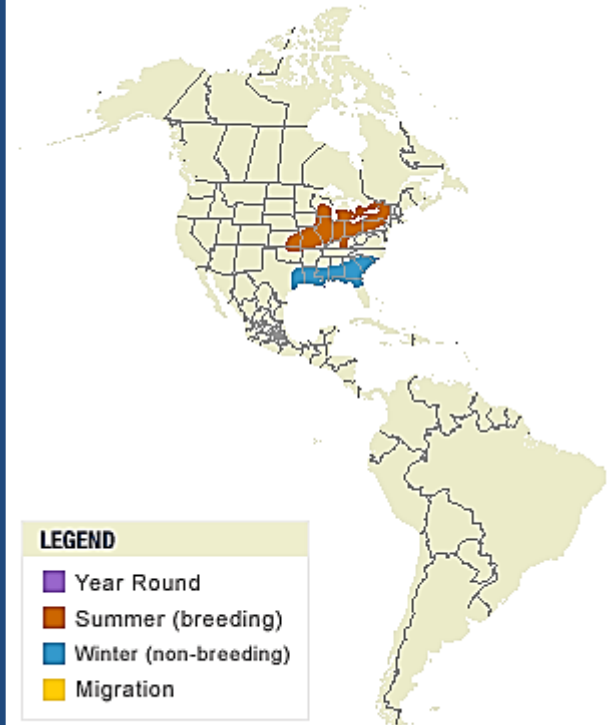 LEGEND
Year Round
Summer (breeding)
Winter (non-breeding)
Migration